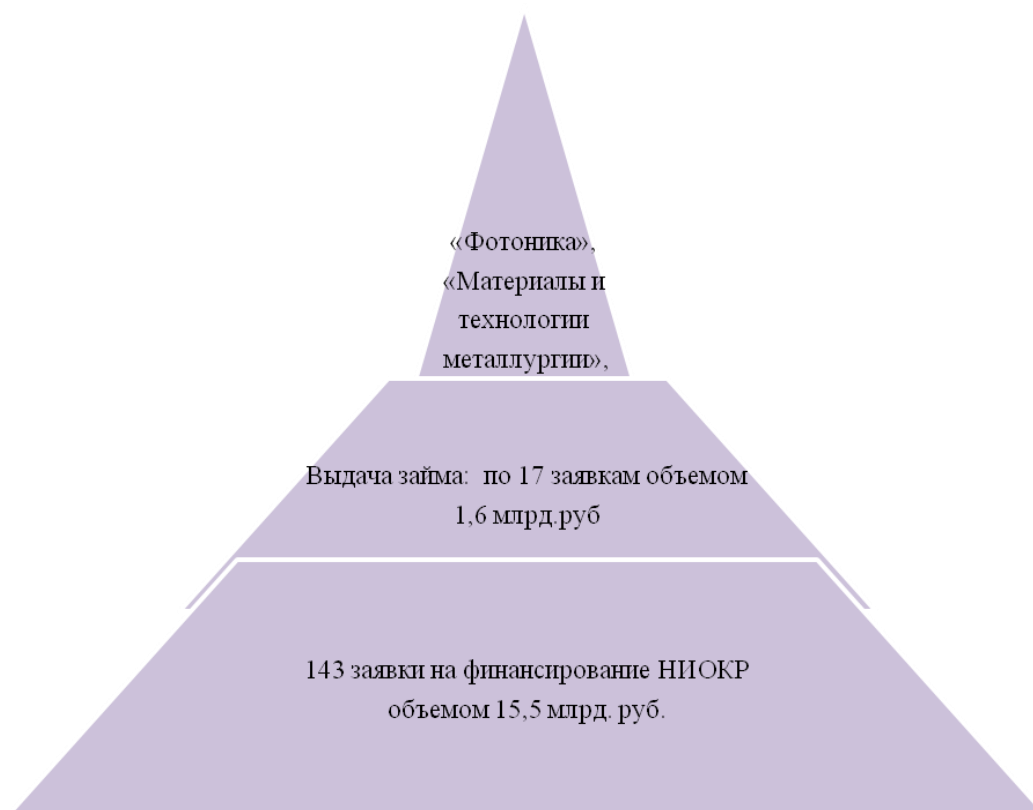 «Фотоника»,
«Материалы и
технологии
металлургии»,
Выдача займа:  по 17 заявкам объемом
1,6 млрд.руб
143 заявки на финансирование НИОКР
объемом 15,5 млрд. руб.